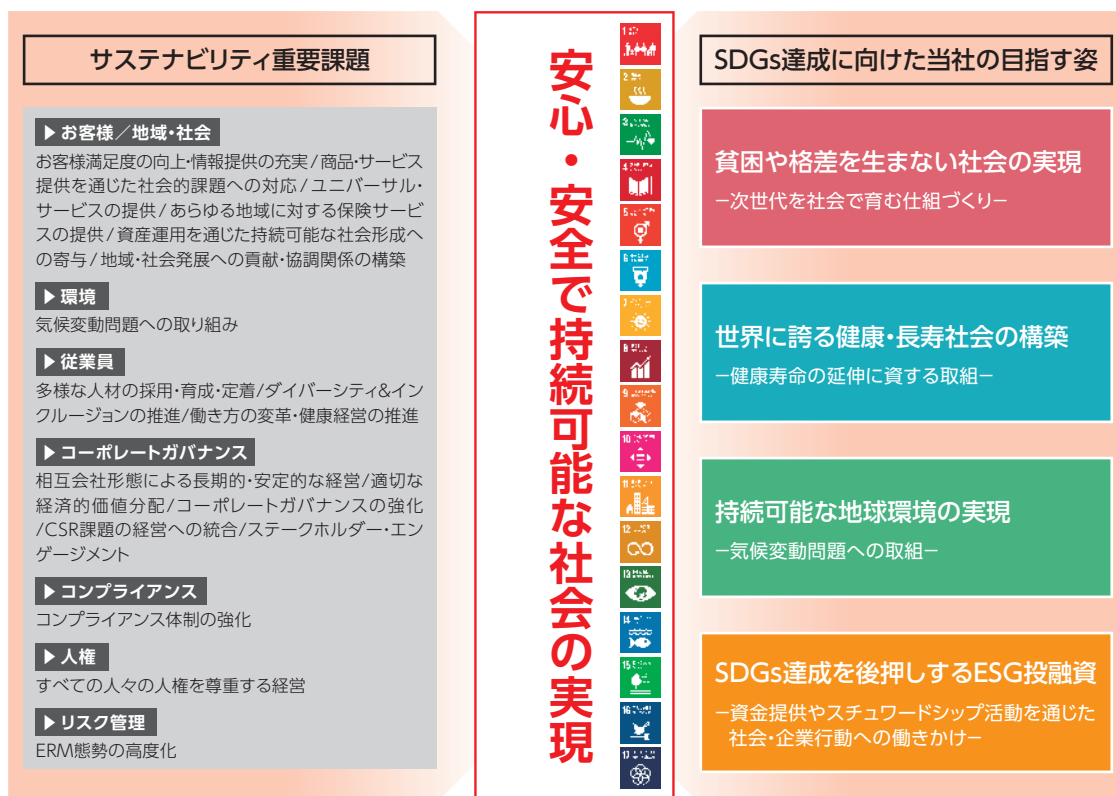 サステナビリティ重要課題
▶お客様／地域・社会
お客様満足度の向上・情報提供の充実/商品・サービス
提供を通じた社会的課題への対応/ユニバーサル・
サービスの提供/あらゆる地域に対する保険サービ
スの提供/資産運用を通じた持続可能な社会形成へ
の寄与/地域・社会発展への貢献・協調関係の構築
▶環境
気候変動問題への取り組み
▶従業員
多様な人材の採用・育成・定着/ダイバーシティ&イン
クルージョンの推進/働き方の変革・健康経営の推進
▶コーポレートガバナンス
相互会社形態による長期的・安定的な経営/適切な
経済的価値分配/コーポレートガバナンスの強化
/CSR課題の経営への統合/ステークホルダー・エン
ゲージメント
▶コンプライアンス
コンプライアンス体制の強化
▶人権
すべての人々の人権を尊重する経営
▶リスク管理
ERM態勢の高度化
安心・安全で持続可能な社会の実現
1
2
3
4
5
6
7
8
9
10
11
12
13
14
15
16
17
SDGs達成に向けた当社の目指す姿
貧困や格差を生まない社会の実現
−次世代を社会で育む仕組づくり−
世界に誇る健康・長寿社会の構築
−健康寿命の延伸に資する取組−
持続可能な地球環境の実現
−気候変動問題への取組−
SDGs達成を後押しするESG投融資
−資金提供やスチュワードシップ活動を通じた
社会・企業行動への働きかけ−